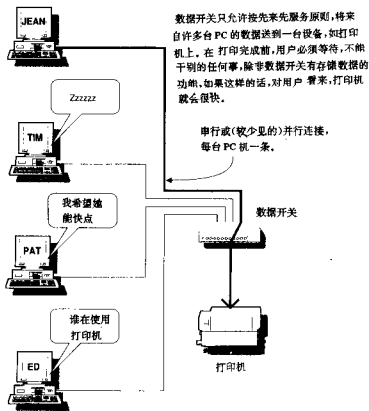 JEAN
数据开关只允许按先来先服务原则,将来
自许多台 PC 的数据送到一台设备,如打印
机上。在 打印完成前,用户必须等待,不能
干别的任何事,除非数据开关有存储数据的
功能。如果这样的话,对用户 看来,打印机
就会很快。
Zzzzzz
TIM
串行或(较少见的)并行连接,
每台 PC 机一条。
我希望她
能快点
PAT
数据开关
谁在使用
打印机
ED
打印机